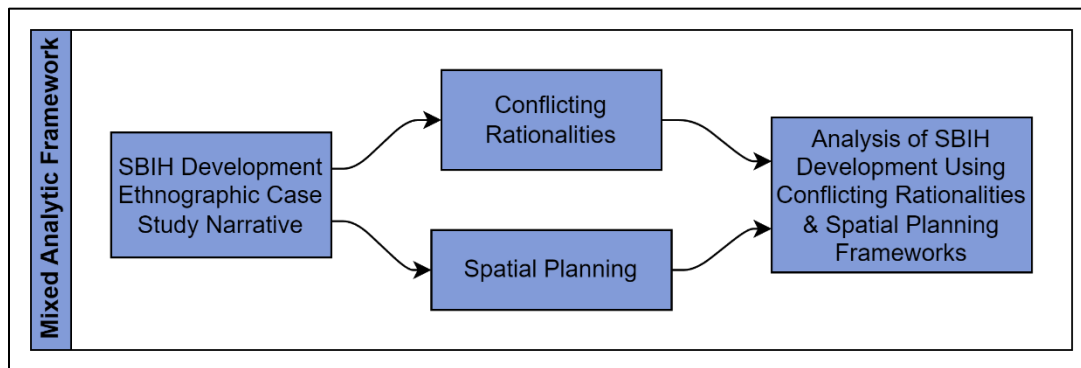 Mixed Analytic Framework
SBIH Development
Ethnographic Case
Study Narrative
Conflicting
Rationalities
Spatial Planning
Analysis of SBIH
Development Using
Conflicting Rationalities
& Spatial Planning
Frameworks